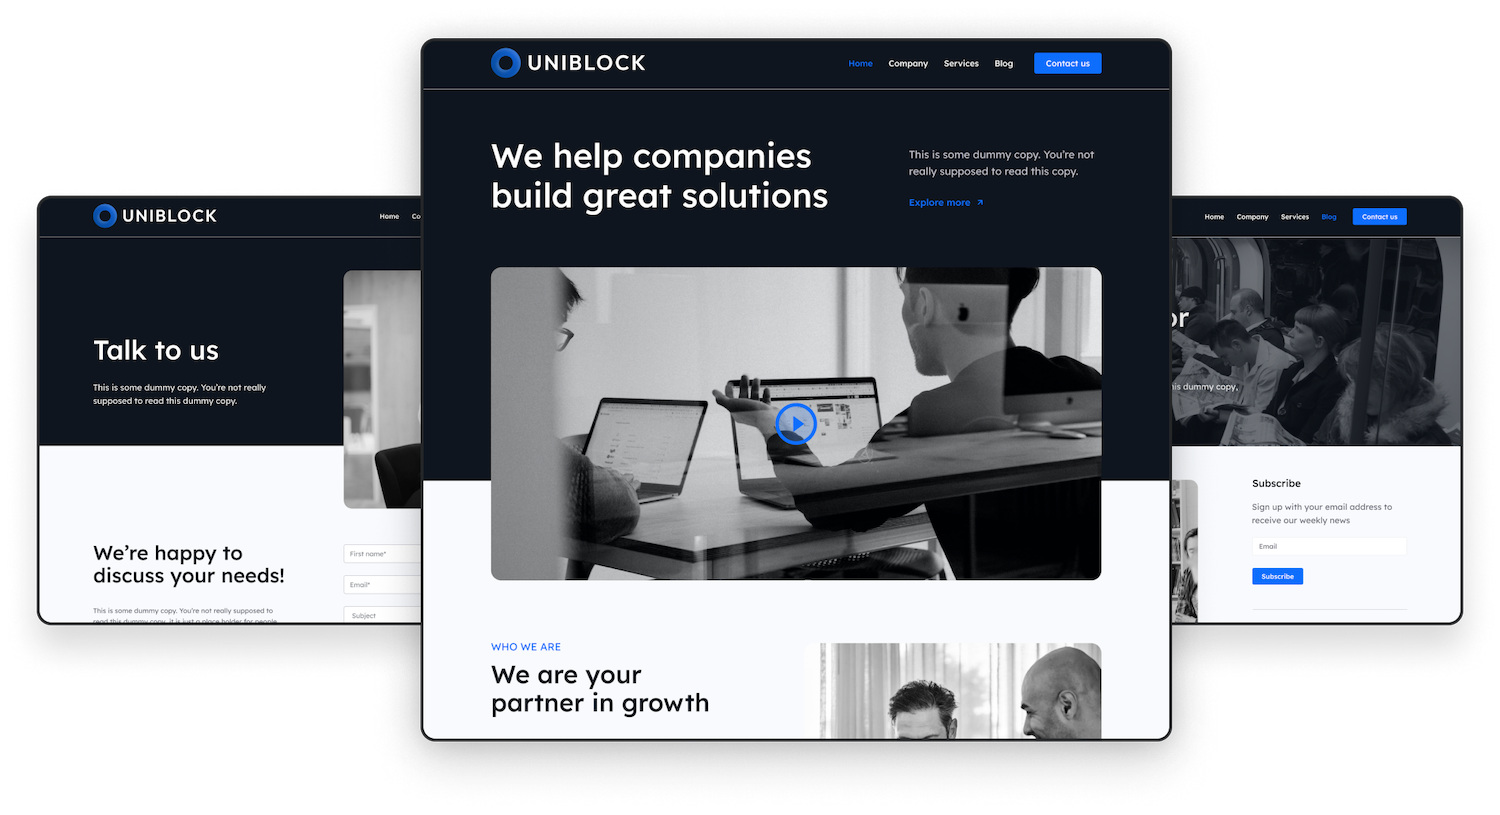 UNIBLOCK
Home Company Services Blog Contact us
We help companies
build great solutions
This is some dummy copy. You're not
really supposed to read this copy.
Explore more
WHO WE ARE
We are your
partner in growth
UNIBLOCK
Home Co
Talk to us
This is some dummy copy. You're not really
supposed to read this dummy copy.
We're happy to
discuss your needs!
This is some dummy copy. You're not really supposed to
read this dummy copy, it is just a place holder for people
First name*
Email*
Subject
Home Company Services Blog Contact us
or
is dummy copy,
Subscribe
Sign up with your email address to
receive our weekly news
Email
Subscribe